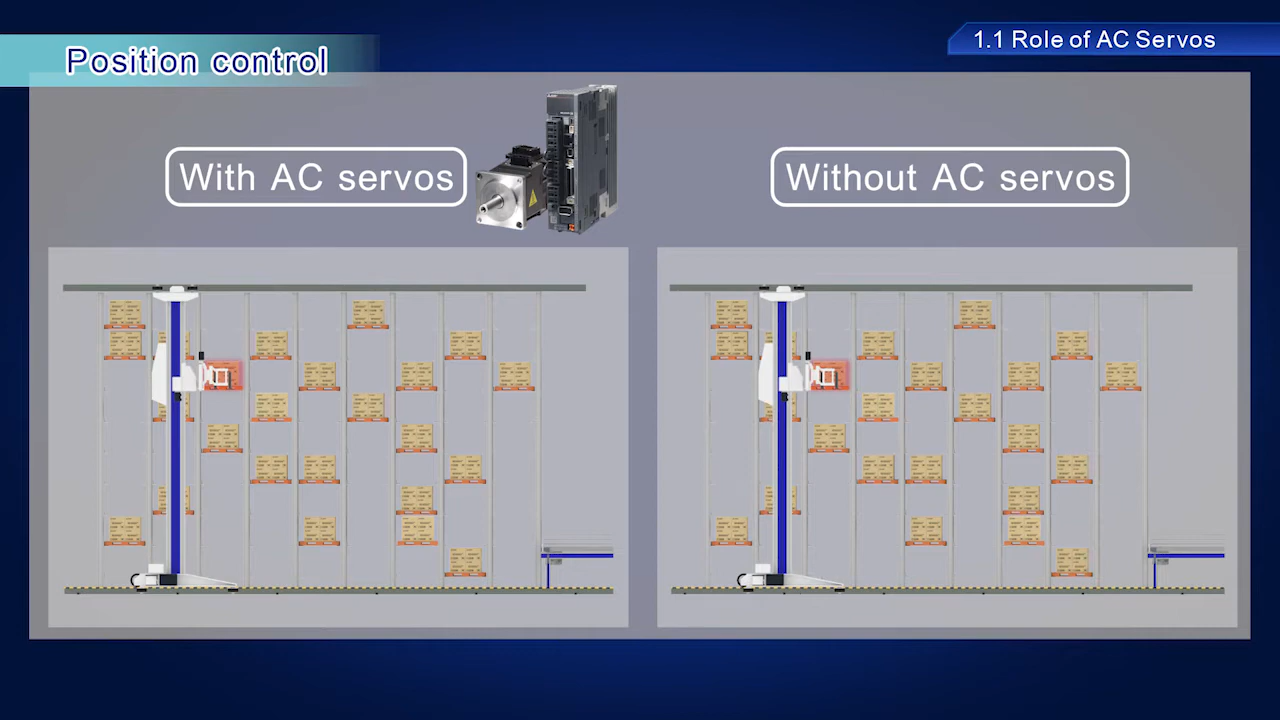 Position control
1.1 Role of AC Servos
With AC servos
Without AC servos